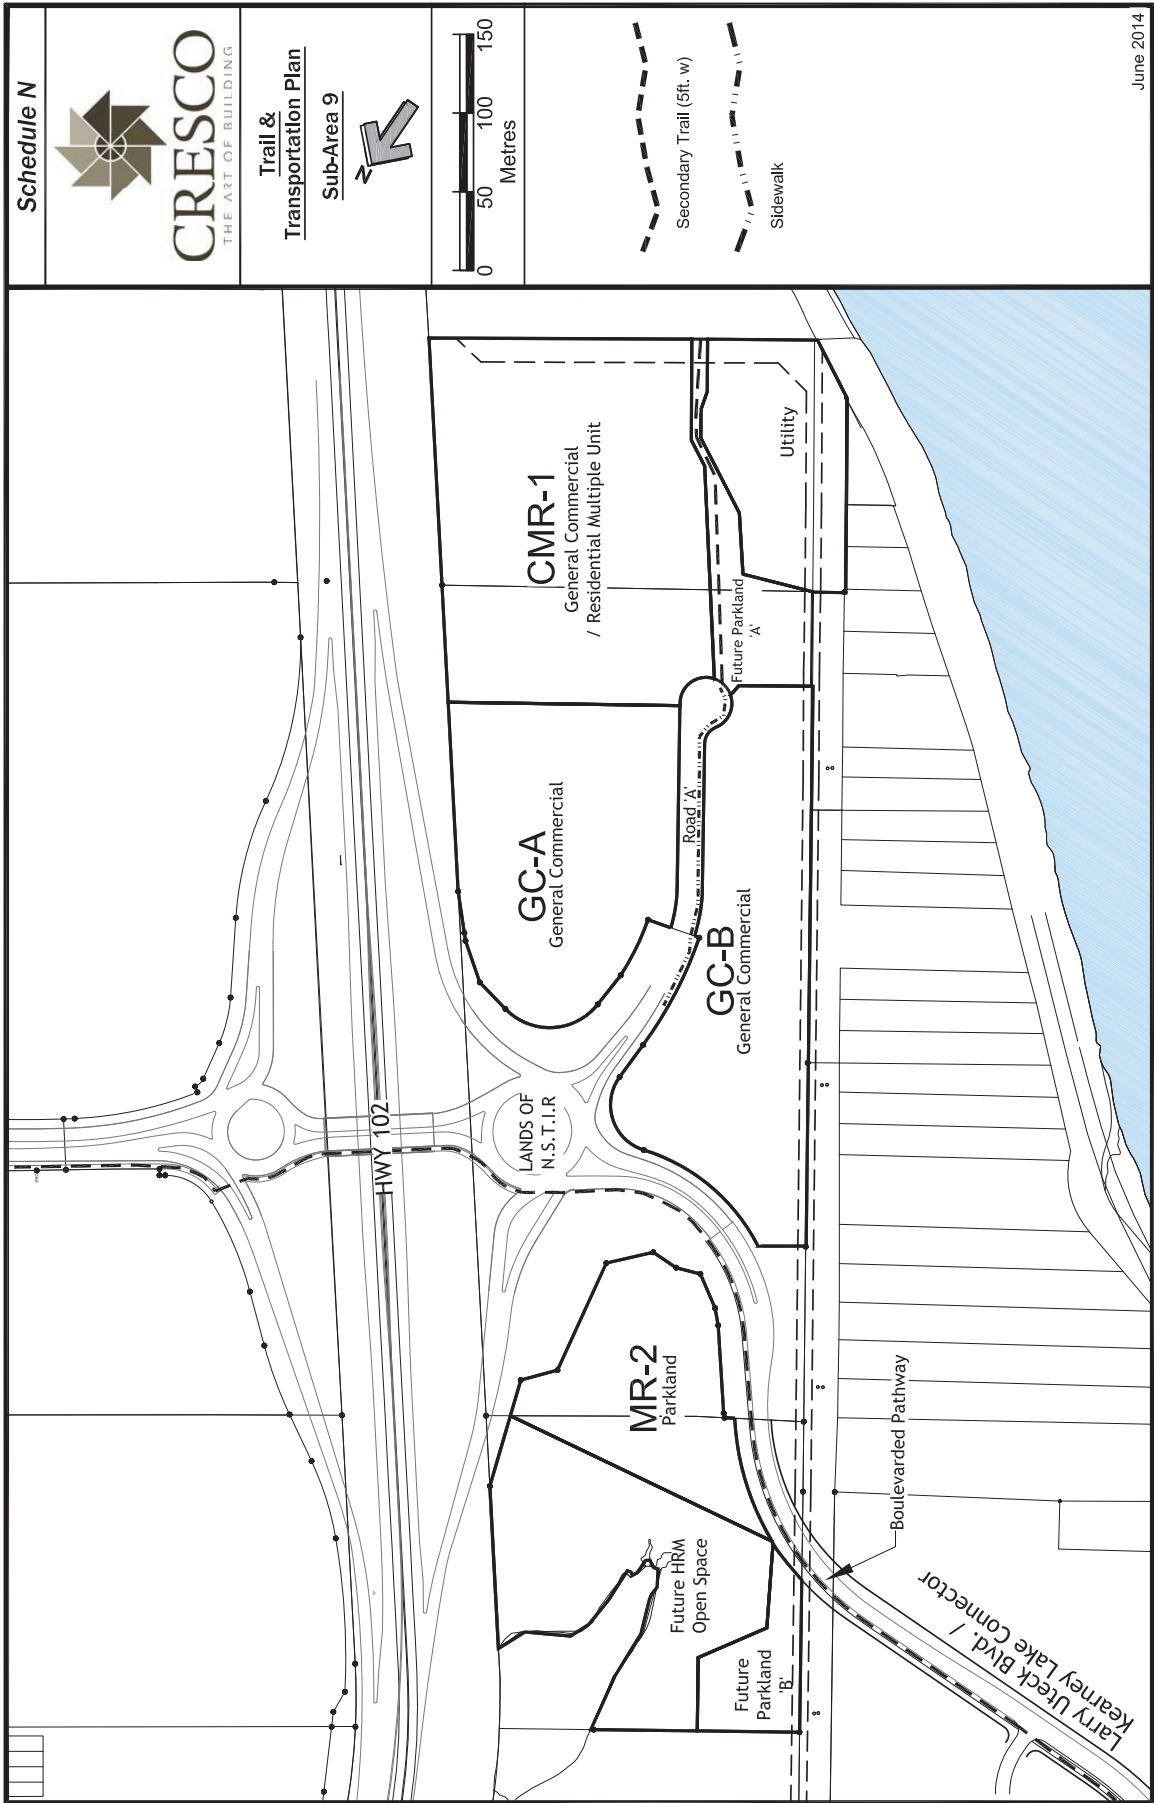 Schedule N
CRESCO
THE ART OF BUILDING
Trail &
Transportation Plan
Sub-Area 9
N
0 50 100 150
Metres
Secondary Trail (5ft. w)
Sidewalk
June 2014
CMR-1
General Commercial
/ Residential Multiple Unit
Utility
Future Parkland
'A'
GC-A
General Commercial
Road 'A'
GC-B
General Commercial
HWY 102
LANDS OF
N.S.T.I.R
MR-2
Parkland
Boulevarded Pathway
Future HRM
Open Space
Future
Parkland
'B'
Larry Uteck Blvd. /
Kearney Lake Connector